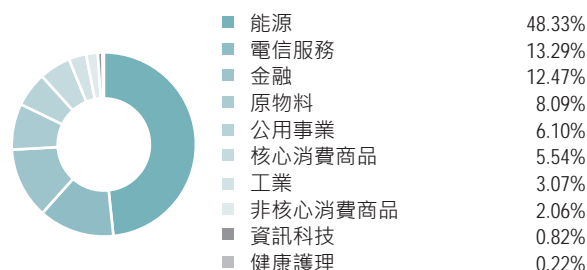 能源 48.33%
電信服務 13.29%
金融 12.47%
原物料 8.09%
公用事業 6.10%
核心消費商品 5.54%
工業 3.07%
非核心消費商品 2.06%
資訊科技 0.82%
健康護理 0.22%